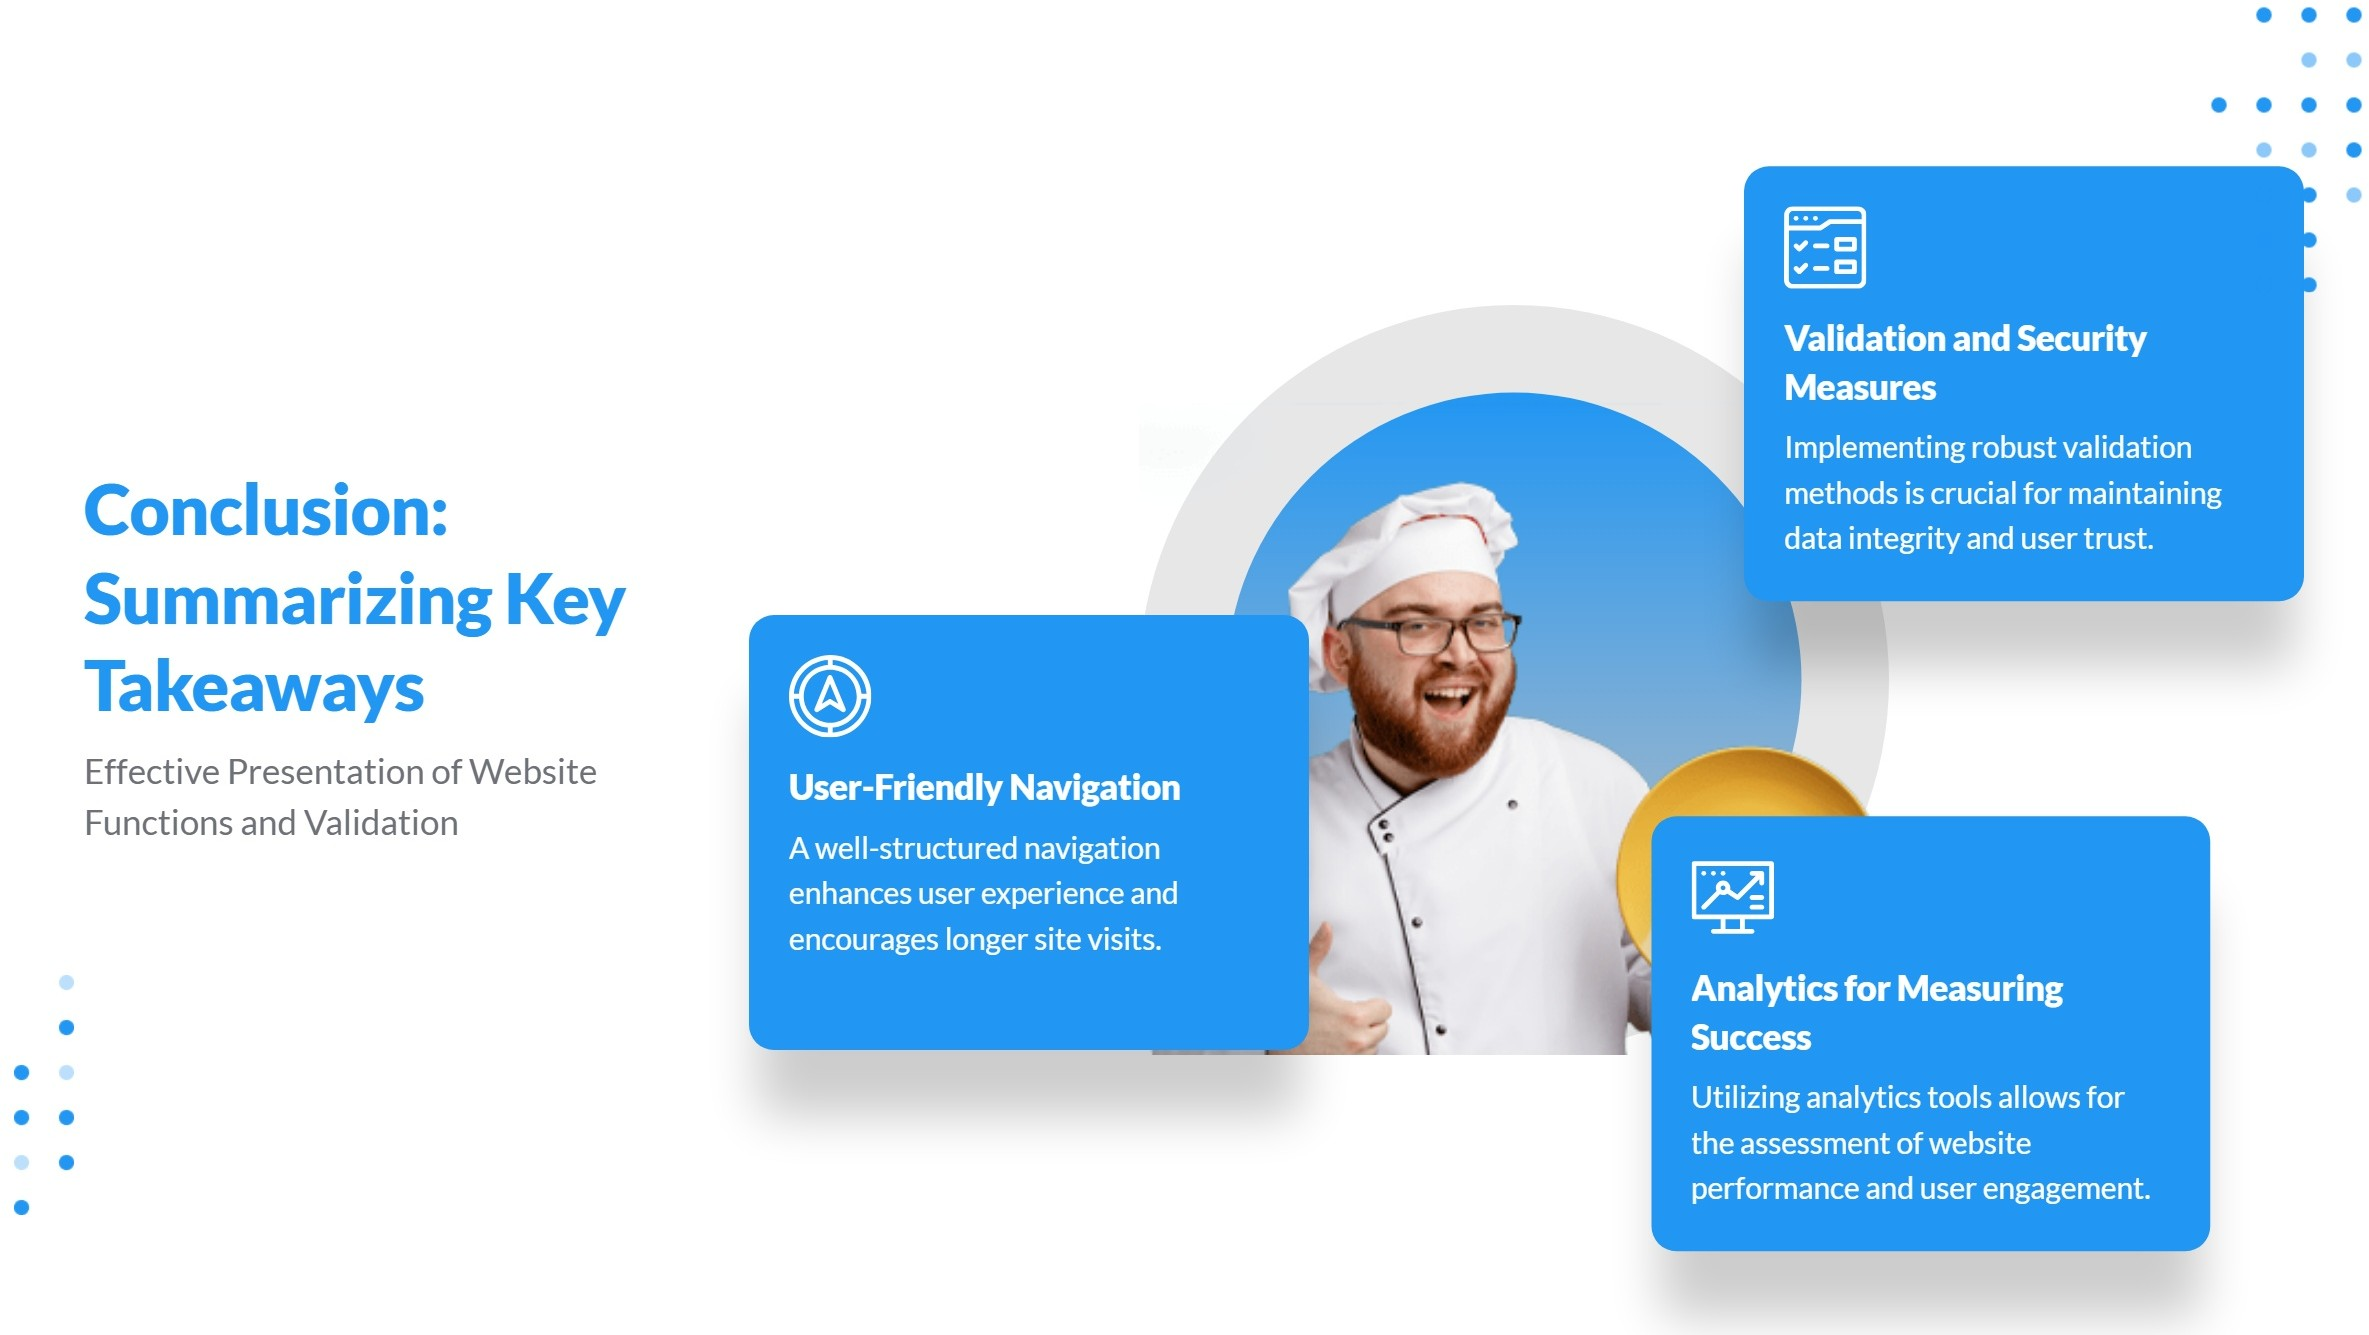 Conclusion:
Summarizing Key
Takeaways
Effective Presentation of Website
Functions and Validation
User-Friendly Navigation
A well-structured navigation
enhances user experience and
encourages longer site visits.
Validation and Security
Measures
Implementing robust validation
methods is crucial for maintaining
data integrity and user trust.
Analytics for Measuring
Success
Utilizing analytics tools allows for
the assessment of website
performance and user engagement.